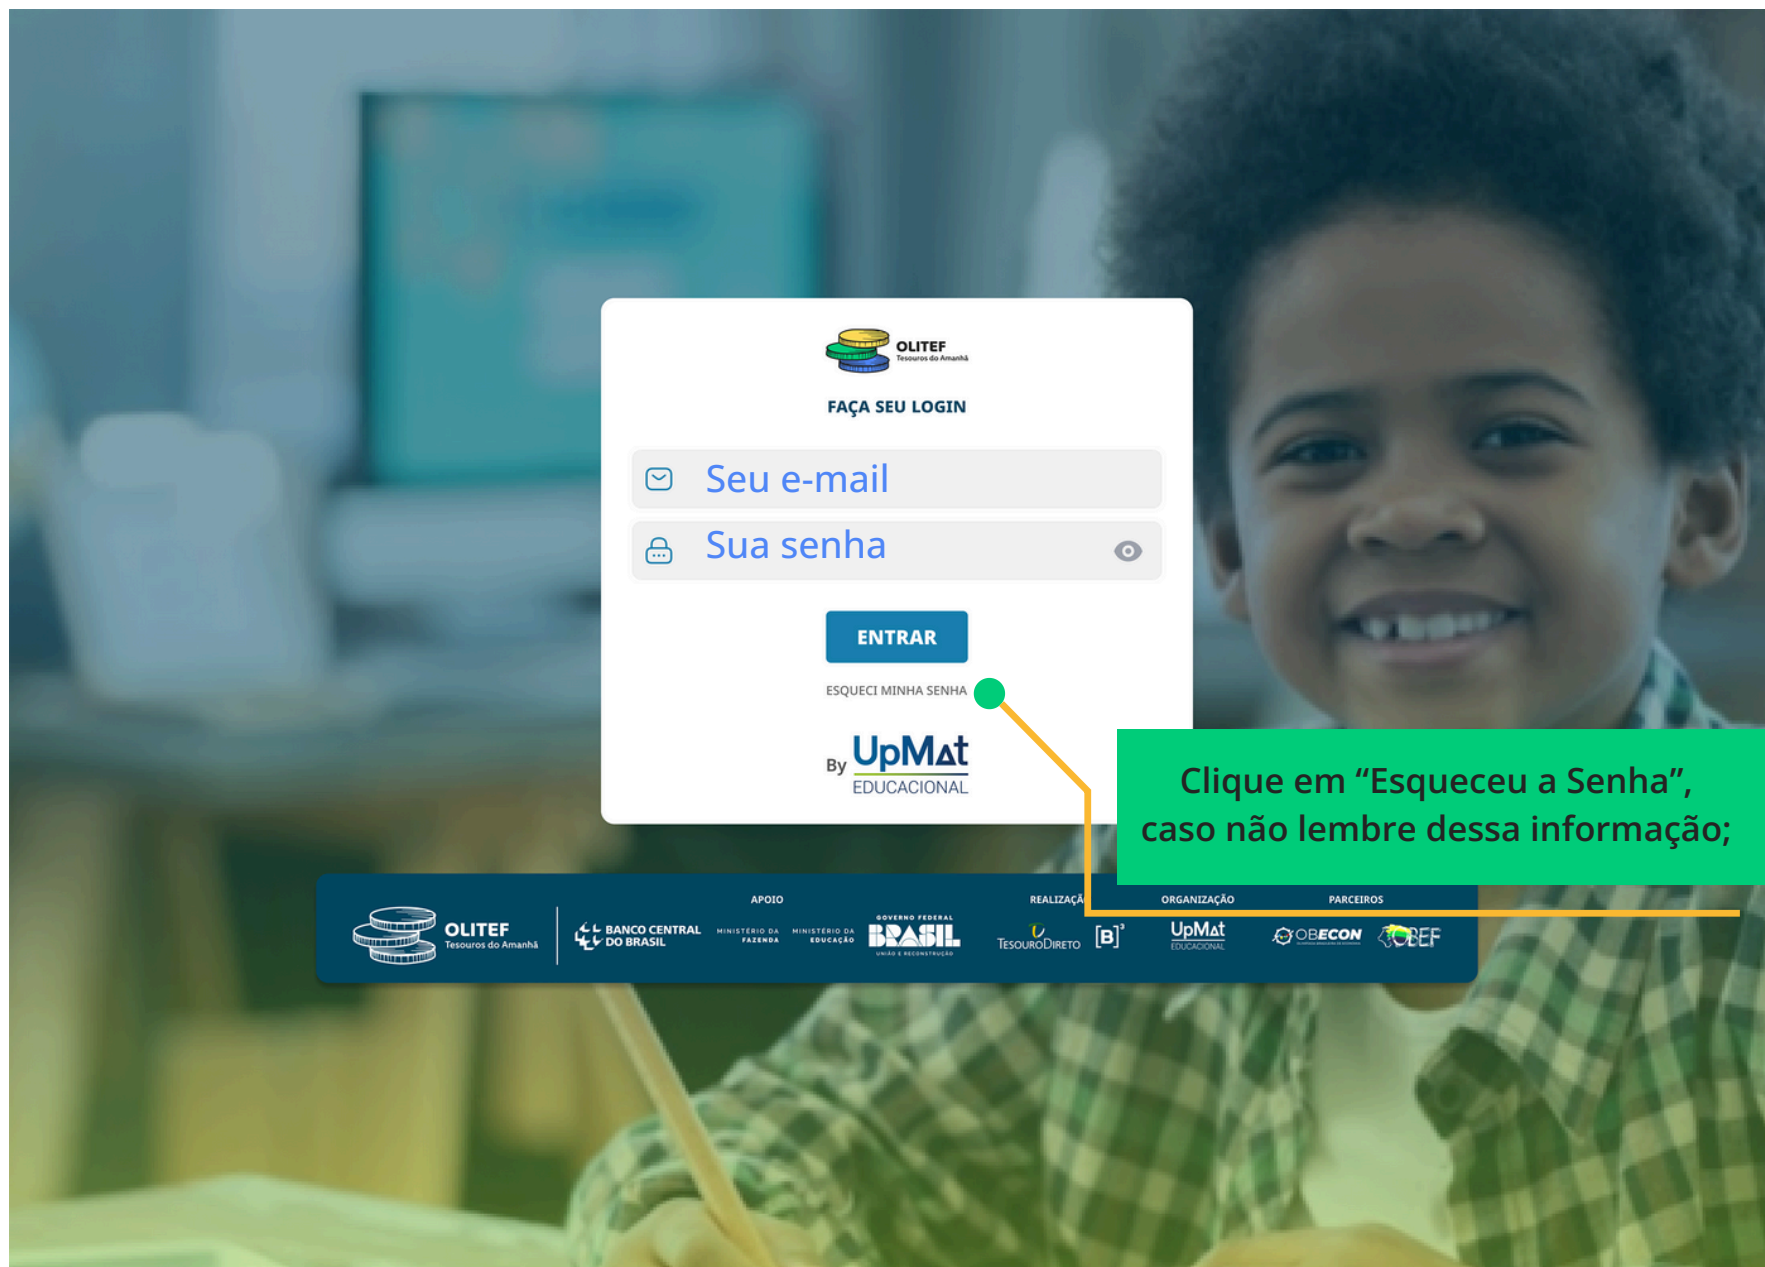 OLITEF
Tesouros do Amanhã
FAÇA SEU LOGIN
Seu e-mail
Sua senha
ENTRAR
ESQUECI MINHA SENHA
By UpMat
EDUCACIONAL
Clique em “Esqueceu a Senha”,
caso não lembre dessa informação;
OLITEF
Tesouros do Amanhã
APOIO
BANCO CENTRAL
DO BRASIL
MINISTÉRIO DA
FAZENDA
MINISTÉRIO DA
EDUCAÇÃO
GOVERNO FEDERAL
BRASIL
UNIÃO E RECONSTRUÇÃO
REALIZAÇÃ
TESOURODIRETO
[B]³
ORGANIZAÇÃO
UpMat
EDUCACIONAL
PARCEIROS
OBECON
OBEF